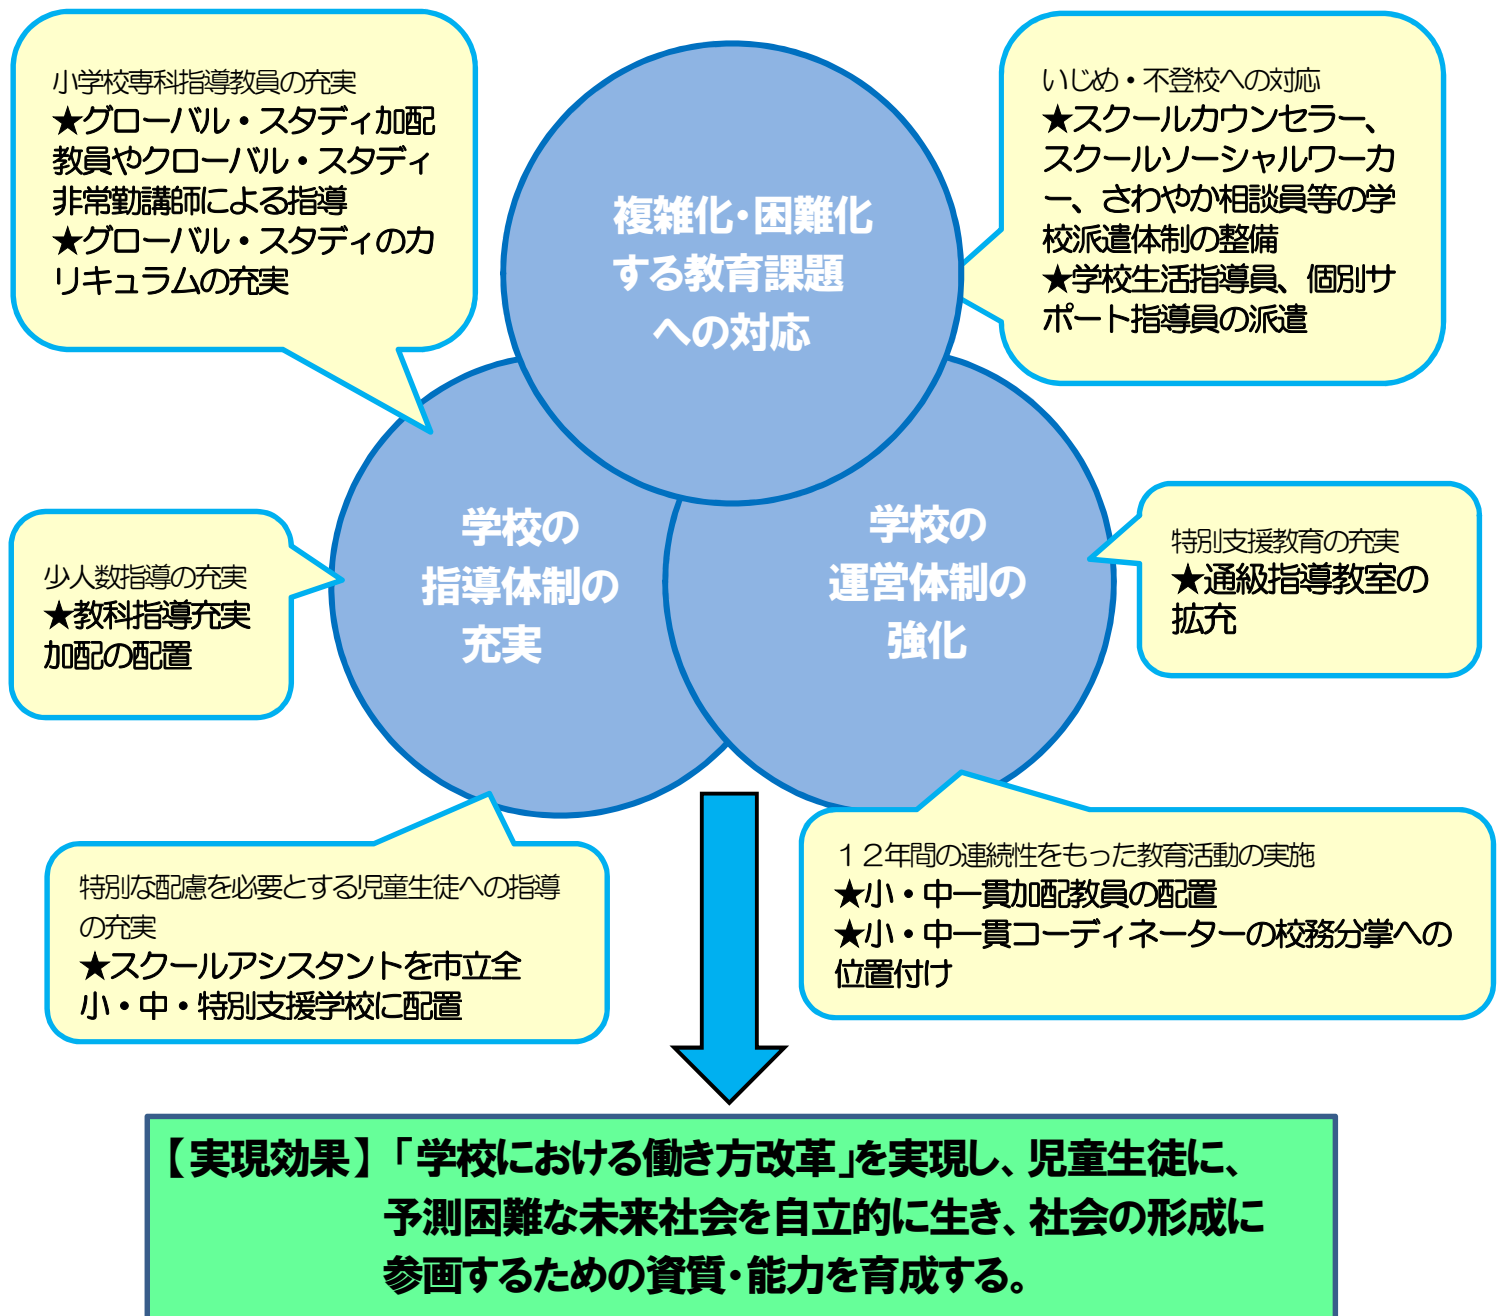 小学校専科指導教員の充実
★グローバル・スタディ加配
教員やクローバル・スタディ
非常勤講師による指導
★グローバル・スタディのカ
リキュラムの充実
複雑化・困難化
する教育課題
への対応
いじめ・不登校への対応
★スクールカウンセラー、
スクールソーシャルワーカ
ー、さわやか相談員等の学
校派遣体制の整備
★学校生活指導員、個別サ
ポート指導員の派遣
少人数指導の充実
★教科指導充実
加配の配置
学校の
指導体制の
充実
学校の
運営体制の
強化
特別支援教育の充実
★通級指導教室の
拡充
特別な配慮を必要とする児童生徒への指導
の充実
★スクールアシスタントを市立全
小・中・特別支援学校に配置
12年間の連続性をもった教育活動の実施
★小・中一貫加配教員の配置
★小・中一貫コーディネーターの校務分掌への
位置付け
【実現効果】「学校における働き方改革」を実現し、児童生徒に、
予測困難な未来社会を自立的に生き、社会の形成に
参画するための資質・能力を育成する。